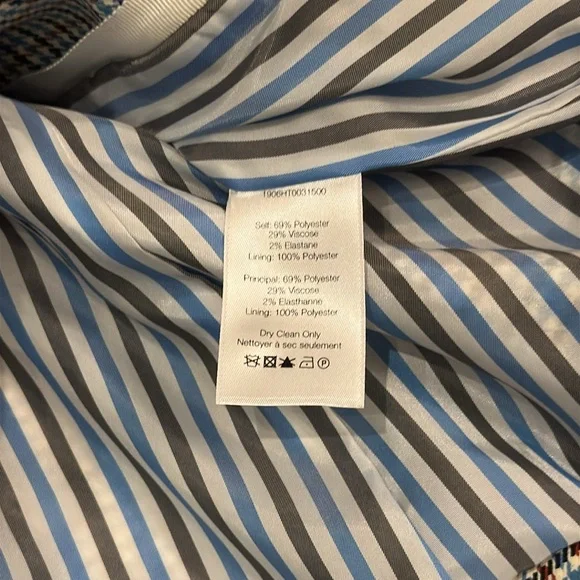 1906HT0031500
Self: 69% Polyester
29% Viscose
2% Elastane
Lining: 100% Polyester
Principal: 69% Polyester
29% Viscose
2% Elasthanne
Lining: 100% Polyester
Dry Clean Only
Nettoyer à sec seulement
P